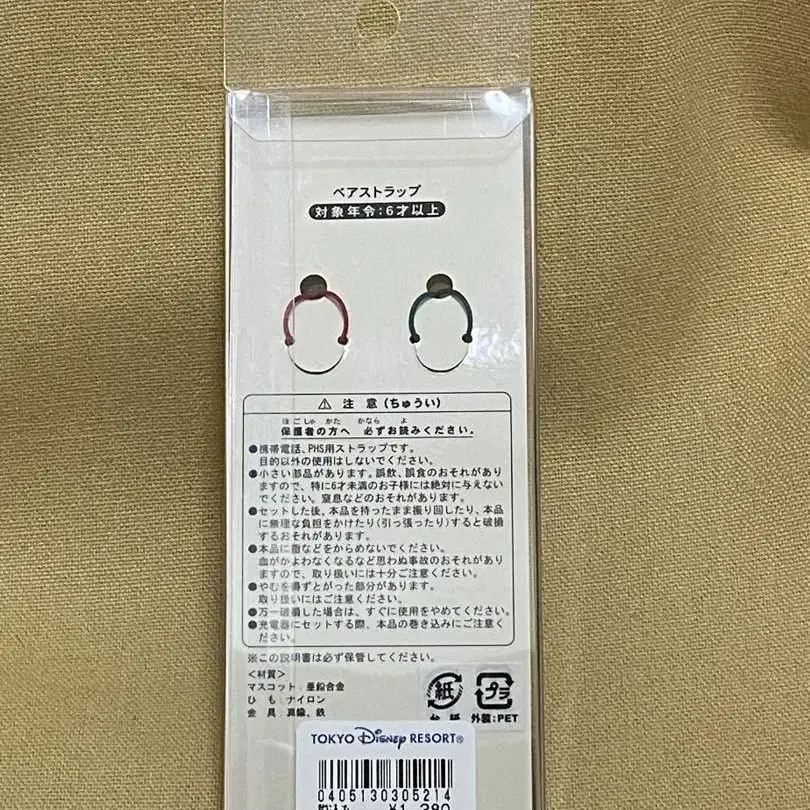 ペアストラップ
対象年令:6才以上
⚠ 注 意 (ちゅうい)
ほごしゃ かた かなら よ
保護者の方へ 必ずお読みください。
●携帯電話、PHS用ストラップです。
目的以外の使用はしないでください。
●小さい部品があります。誤飲、誤食のおそれがあり
ますので、特に6才未満のお子様には絶対に与えない
でください。窒息などのおそれがあります。
●セットした後、本品を持ったまま振り回したり、本品
に無理な負担をかけたり(引っ張ったり)すると破損
するおそれがあります。
●本品に指などをからめないでください。
血がかよわなくなるなど思わぬ事故のおそれがあり
ますので、取り扱いには十分ご注意ください。
●やむを得ずとがった部分があります。
取り扱いにはご注意ください。
●万一破損した場合は、すぐに使用をやめてください。
●充電器にセットする際、本品の巻き込みにご注意く
ださい。
※この説明書は必ず保管してください。
<材質>
マスコット:亜鉛合金
ひ も:ナイロン
金 具:真鍮、鉄
紙
台 紙
プラ
外装:PET
TOKYO Disney RESORT®
0405130305214
税込み ¥1,380